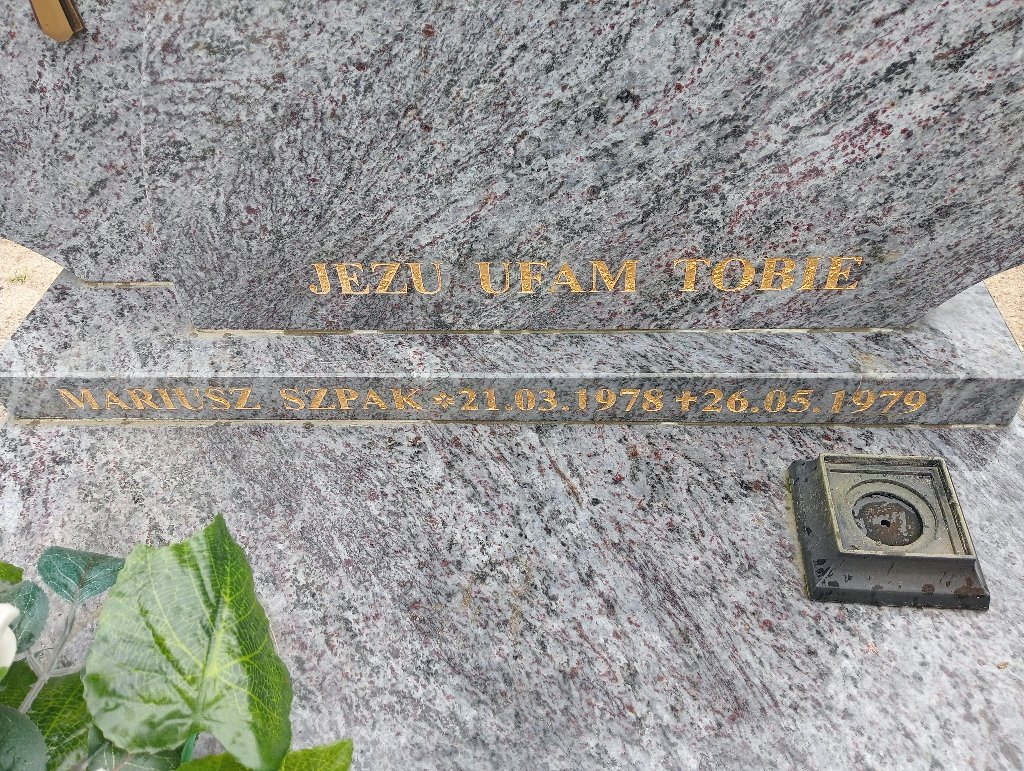 JEZU UFAM TOBIE
MARIUSZ SZPAK *21.03.1978 ✝26.05.1979